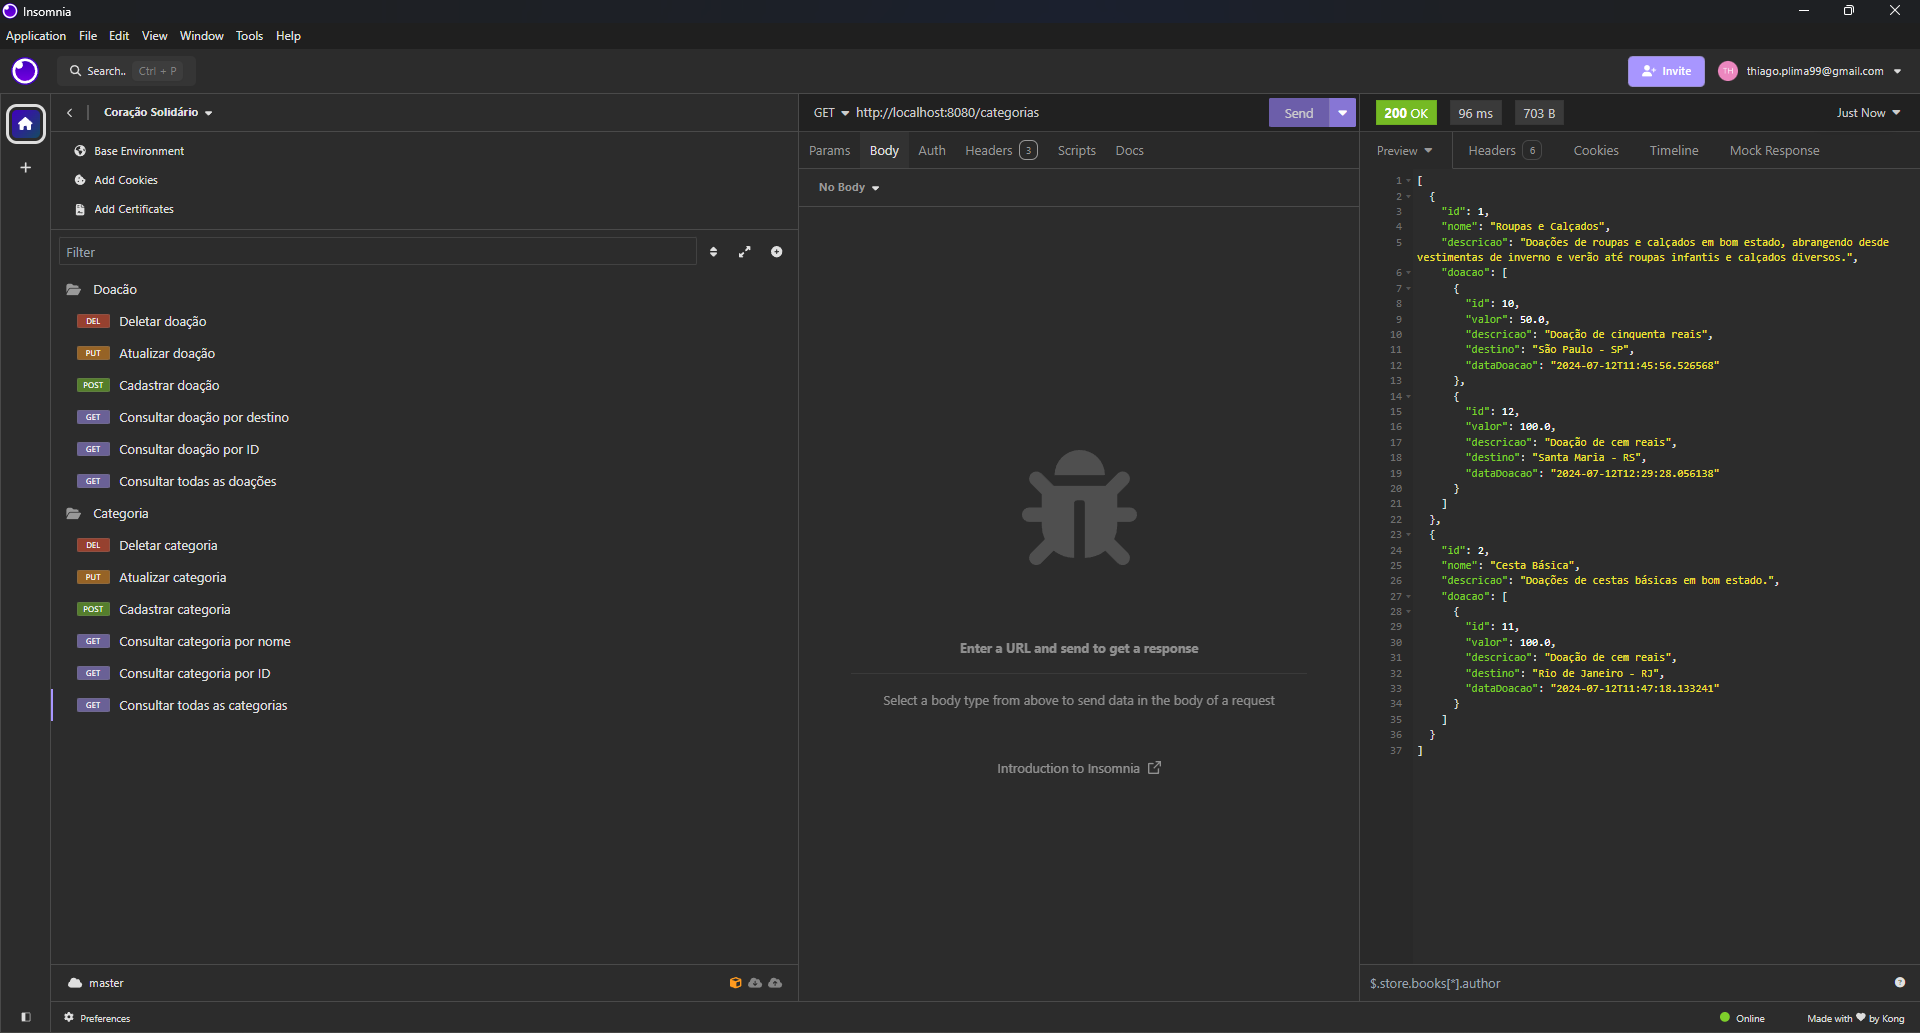 Insomnia
Application File Edit View Window Tools Help
Search.. Ctrl + P
Invite
TH
thiago.plima99@gmail.com
Coração Solidário
Base Environment
Add Cookies
Add Certificates
Filter
Doacão
DEL Deletar doação
PUT Atualizar doação
POST Cadastrar doação
GET Consultar doação por destino
GET Consultar doação por ID
GET Consultar todas as doações
Categoria
DEL Deletar categoria
PUT Atualizar categoria
POST Cadastrar categoria
GET Consultar categoria por nome
GET Consultar categoria por ID
GET Consultar todas as categorias
master
Preferences
GET http://localhost:8080/categorias
Send
Params Body Auth Headers 3 Scripts Docs
No Body
Enter a URL and send to get a response
Select a body type from above to send data in the body of a request
Introduction to Insomnia
200 OK 96 ms 703 B
Just Now
Preview Headers 6 Cookies Timeline Mock Response
1 [
2 {
3 "id": 1,
4 "nome": "Roupas e Calçados",
5 "descricao": "Doações de roupas e calçados em bom estado, abrangendo desde
vestimentas de inverno e verão até roupas infantis e calçados diversos.",
6 "doacao": [
7 {
8 "id": 10,
9 "valor": 50.0,
10 "descricao": "Doação de cinquenta reais",
11 "destino": "São Paulo - SP",
12 "dataDoacao": "2024-07-12T11:45:56.526568"
13 },
14 {
15 "id": 12,
16 "valor": 100.0,
17 "descricao": "Doação de cem reais",
18 "destino": "Santa Maria - RS",
19 "dataDoacao": "2024-07-12T12:29:28.056138"
20 }
21 ]
22 },
23 {
24 "id": 2,
25 "nome": "Cesta Básica",
26 "descricao": "Doações de cestas básicas em bom estado.",
27 "doacao": [
28 {
29 "id": 11,
30 "valor": 100.0,
31 "descricao": "Doação de cem reais",
32 "destino": "Rio de Janeiro - RJ",
33 "dataDoacao": "2024-07-12T11:47:18.133241"
34 }
35 ]
36 }
37 ]
$.store.books[*].author
Online
Made with ♥ by Kong